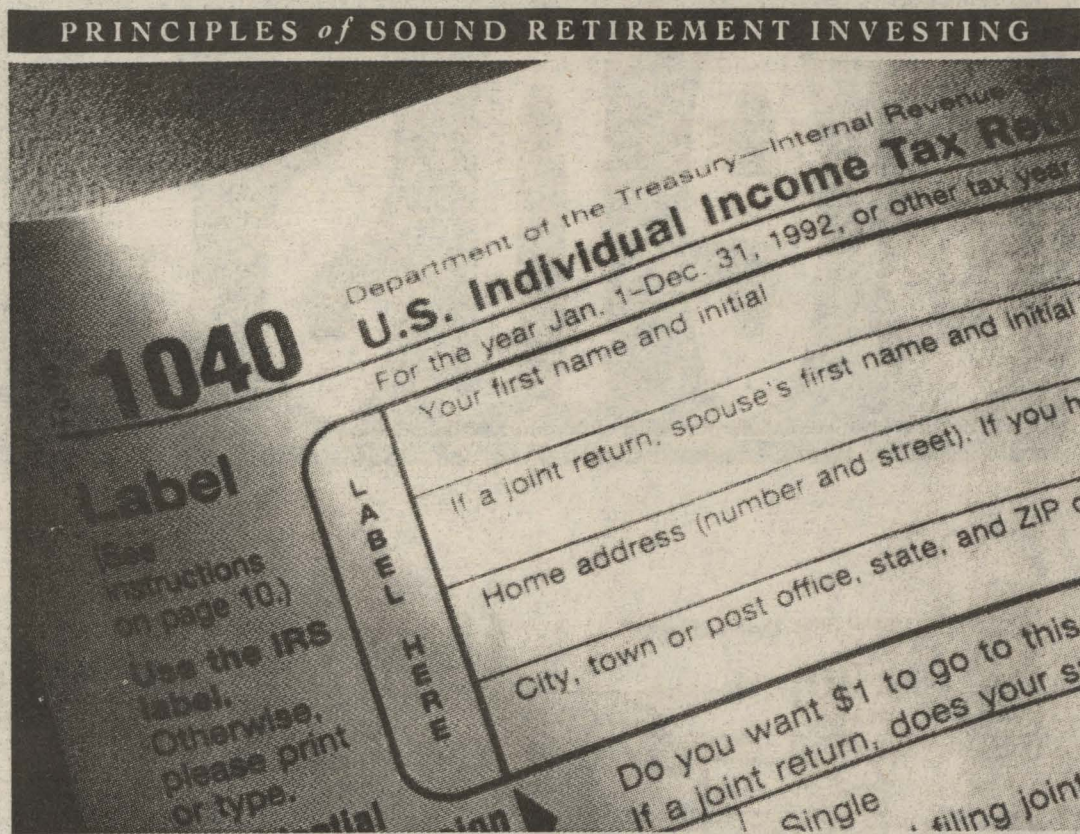 PRINCIPLES of SOUND RETIREMENT INVESTING
Department of the Treasury—Internal Revenue
1040
U.S. Individual Income Tax Retu
For the year Jan. 1–Dec. 31, 1992, or other tax year
Label
(See
instructions
on page 10.)
Use the IRS
label.
Otherwise,
please print
or type.
LABEL HERE
Your first name and initial
If a joint return, spouse's first name and initial
Home address (number and street). If you h
City, town or post office, state, and ZIP
Do you want $1 to go to this
If a joint return, does your s
Single
filing joint